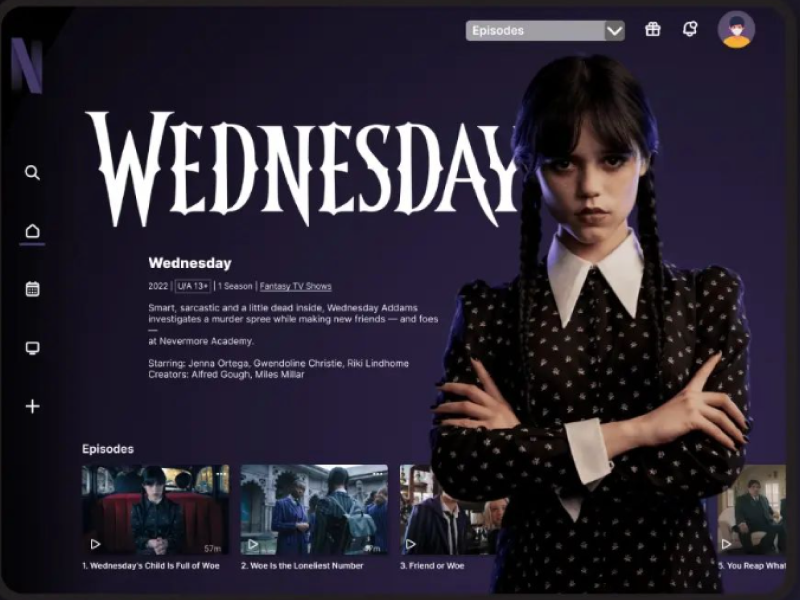 Episodes
N
WEDNESDAY
Wednesday
2022 | U/A 13+ | 1 Season | Fantasy TV Shows
Smart, sarcastic and a little dead inside, Wednesday Addams
investigates a murder spree while making new friends — and foes
—
at Nevermore Academy.
Starring: Jenna Ortega, Gwendoline Christie, Riki Lindhome
Creators: Alfred Gough, Miles Millar
Episodes
57m
1. Wednesday's Child Is Full of Woe
2. Woe Is the Loneliest Number
3. Friend or Woe
5. You Reap What